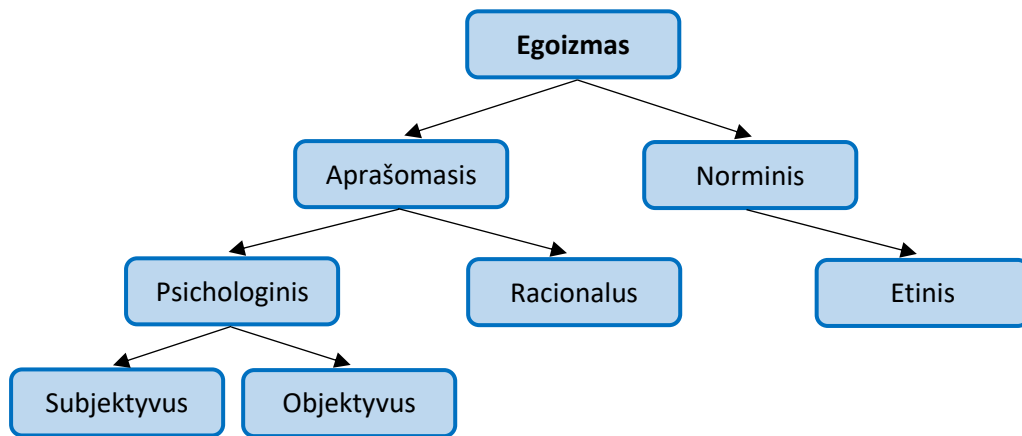 Egoizmas
Aprašomasis
Norminis
Psichologinis
Racionalus
Etinis
Subjektyvus
Objektyvus